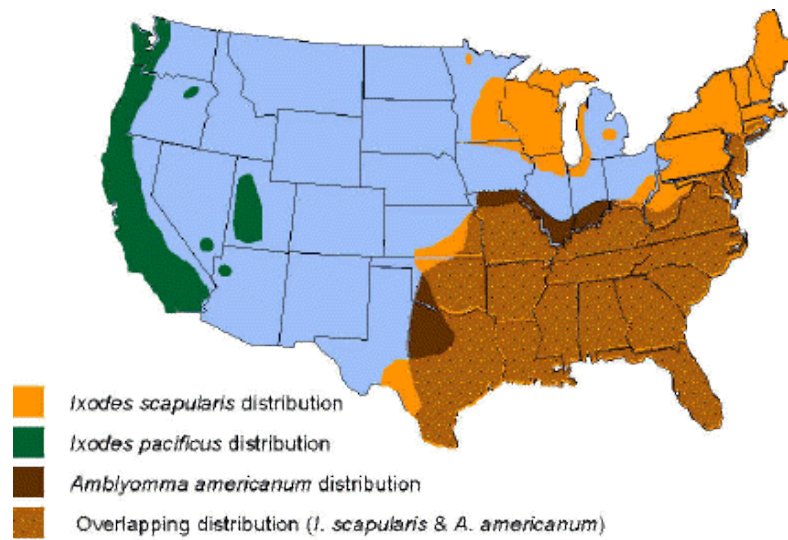 Ixodes scapularis distribution
Ixodes pacificus distribution
Amblyomma americanum distribution
Overlapping distribution (I. scapularis & A. americanum)